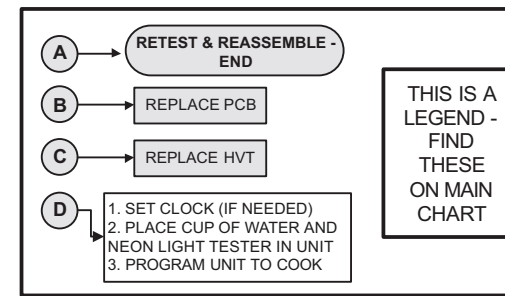 A
RETEST & REASSEMBLE -
END
B
REPLACE PCB
C
REPLACE HVT
D
1. SET CLOCK (IF NEEDED)
2. PLACE CUP OF WATER AND
NEON LIGHT TESTER IN UNIT
3. PROGRAM UNIT TO COOK
THIS IS A
LEGEND -
FIND
THESE
ON MAIN
CHART